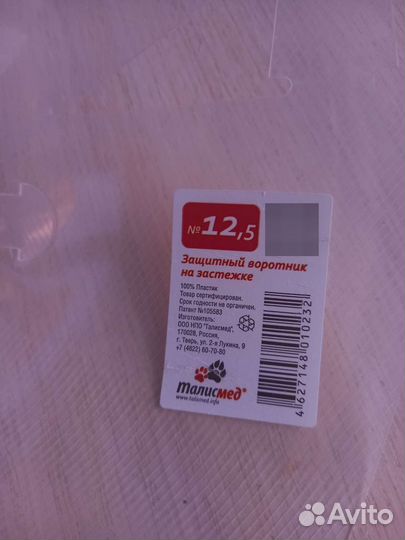 №12,5
Защитный воротник
на застежке
100% Пластик
Товар сертифицирован.
Срок годности не ограничен.
Патент №105583
Изготовитель:
ООО НПО "Талисмед",
170028, Россия,
г. Тверь, ул. 2-я Лукина, 9
+7 (4822) 60-70-80
талисмед®
www.talismed.info
4627148010232
Avito